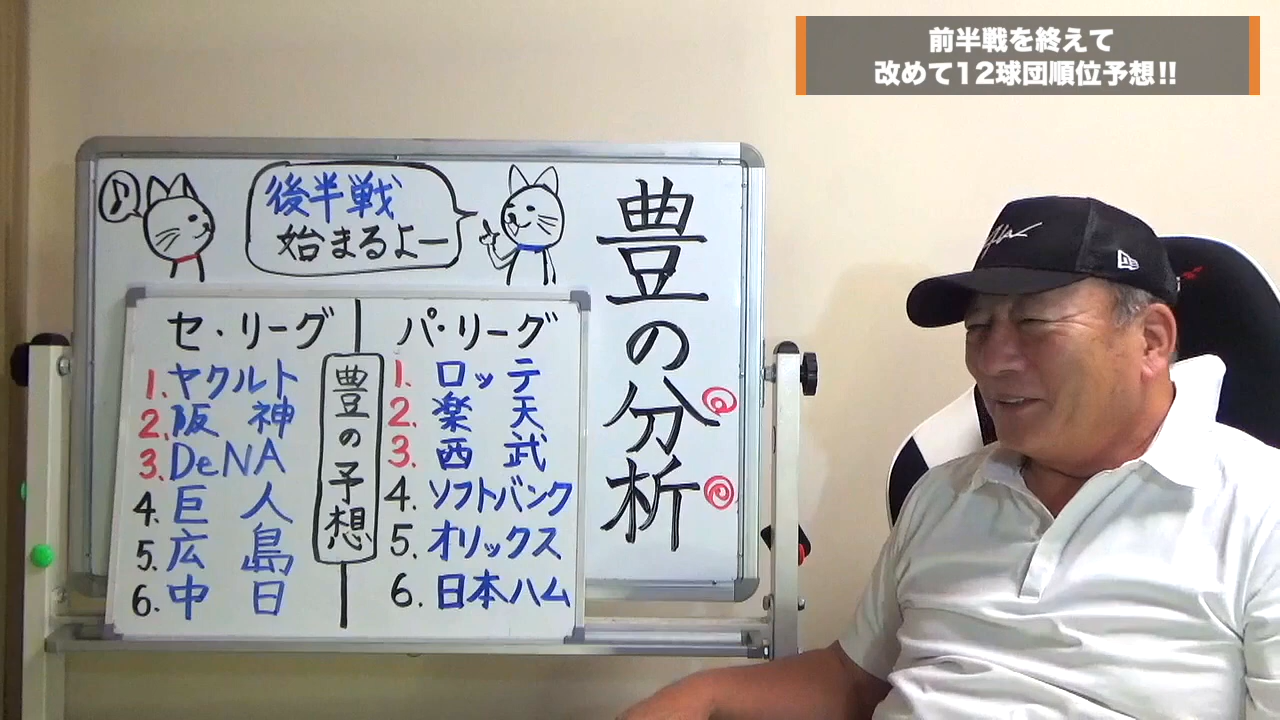 前半戦を終えて
改めて12球団順位予想!!
後半戦
始まるよー
豊の分析
セ・リーグ
1.ヤクルト
2.阪神
3.DeNA
4.巨人
5.広島
6.中日
豊の予想
パ・リーグ
1.ロッテ
2.楽天
3.西武
4.ソフトバンク
5.オリックス
6.日本ハム